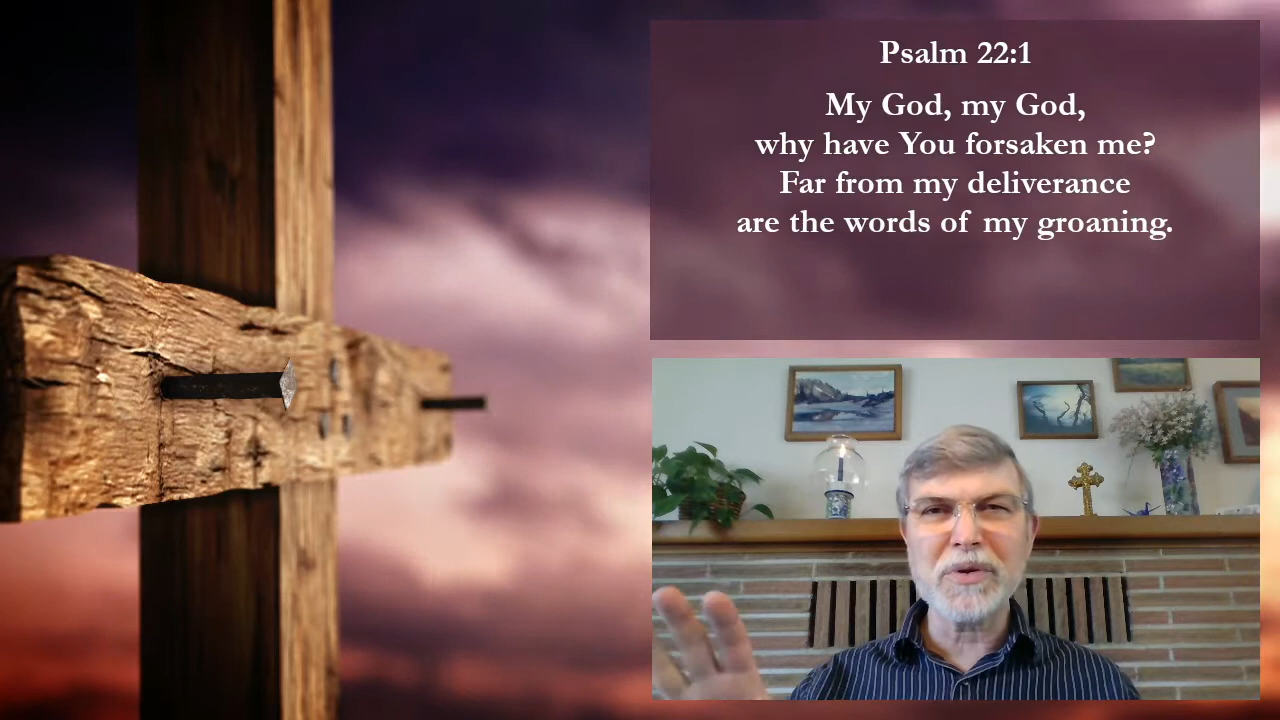 Psalm 22:1
My God, my God,
why have You forsaken me?
Far from my deliverance
are the words of my groaning.